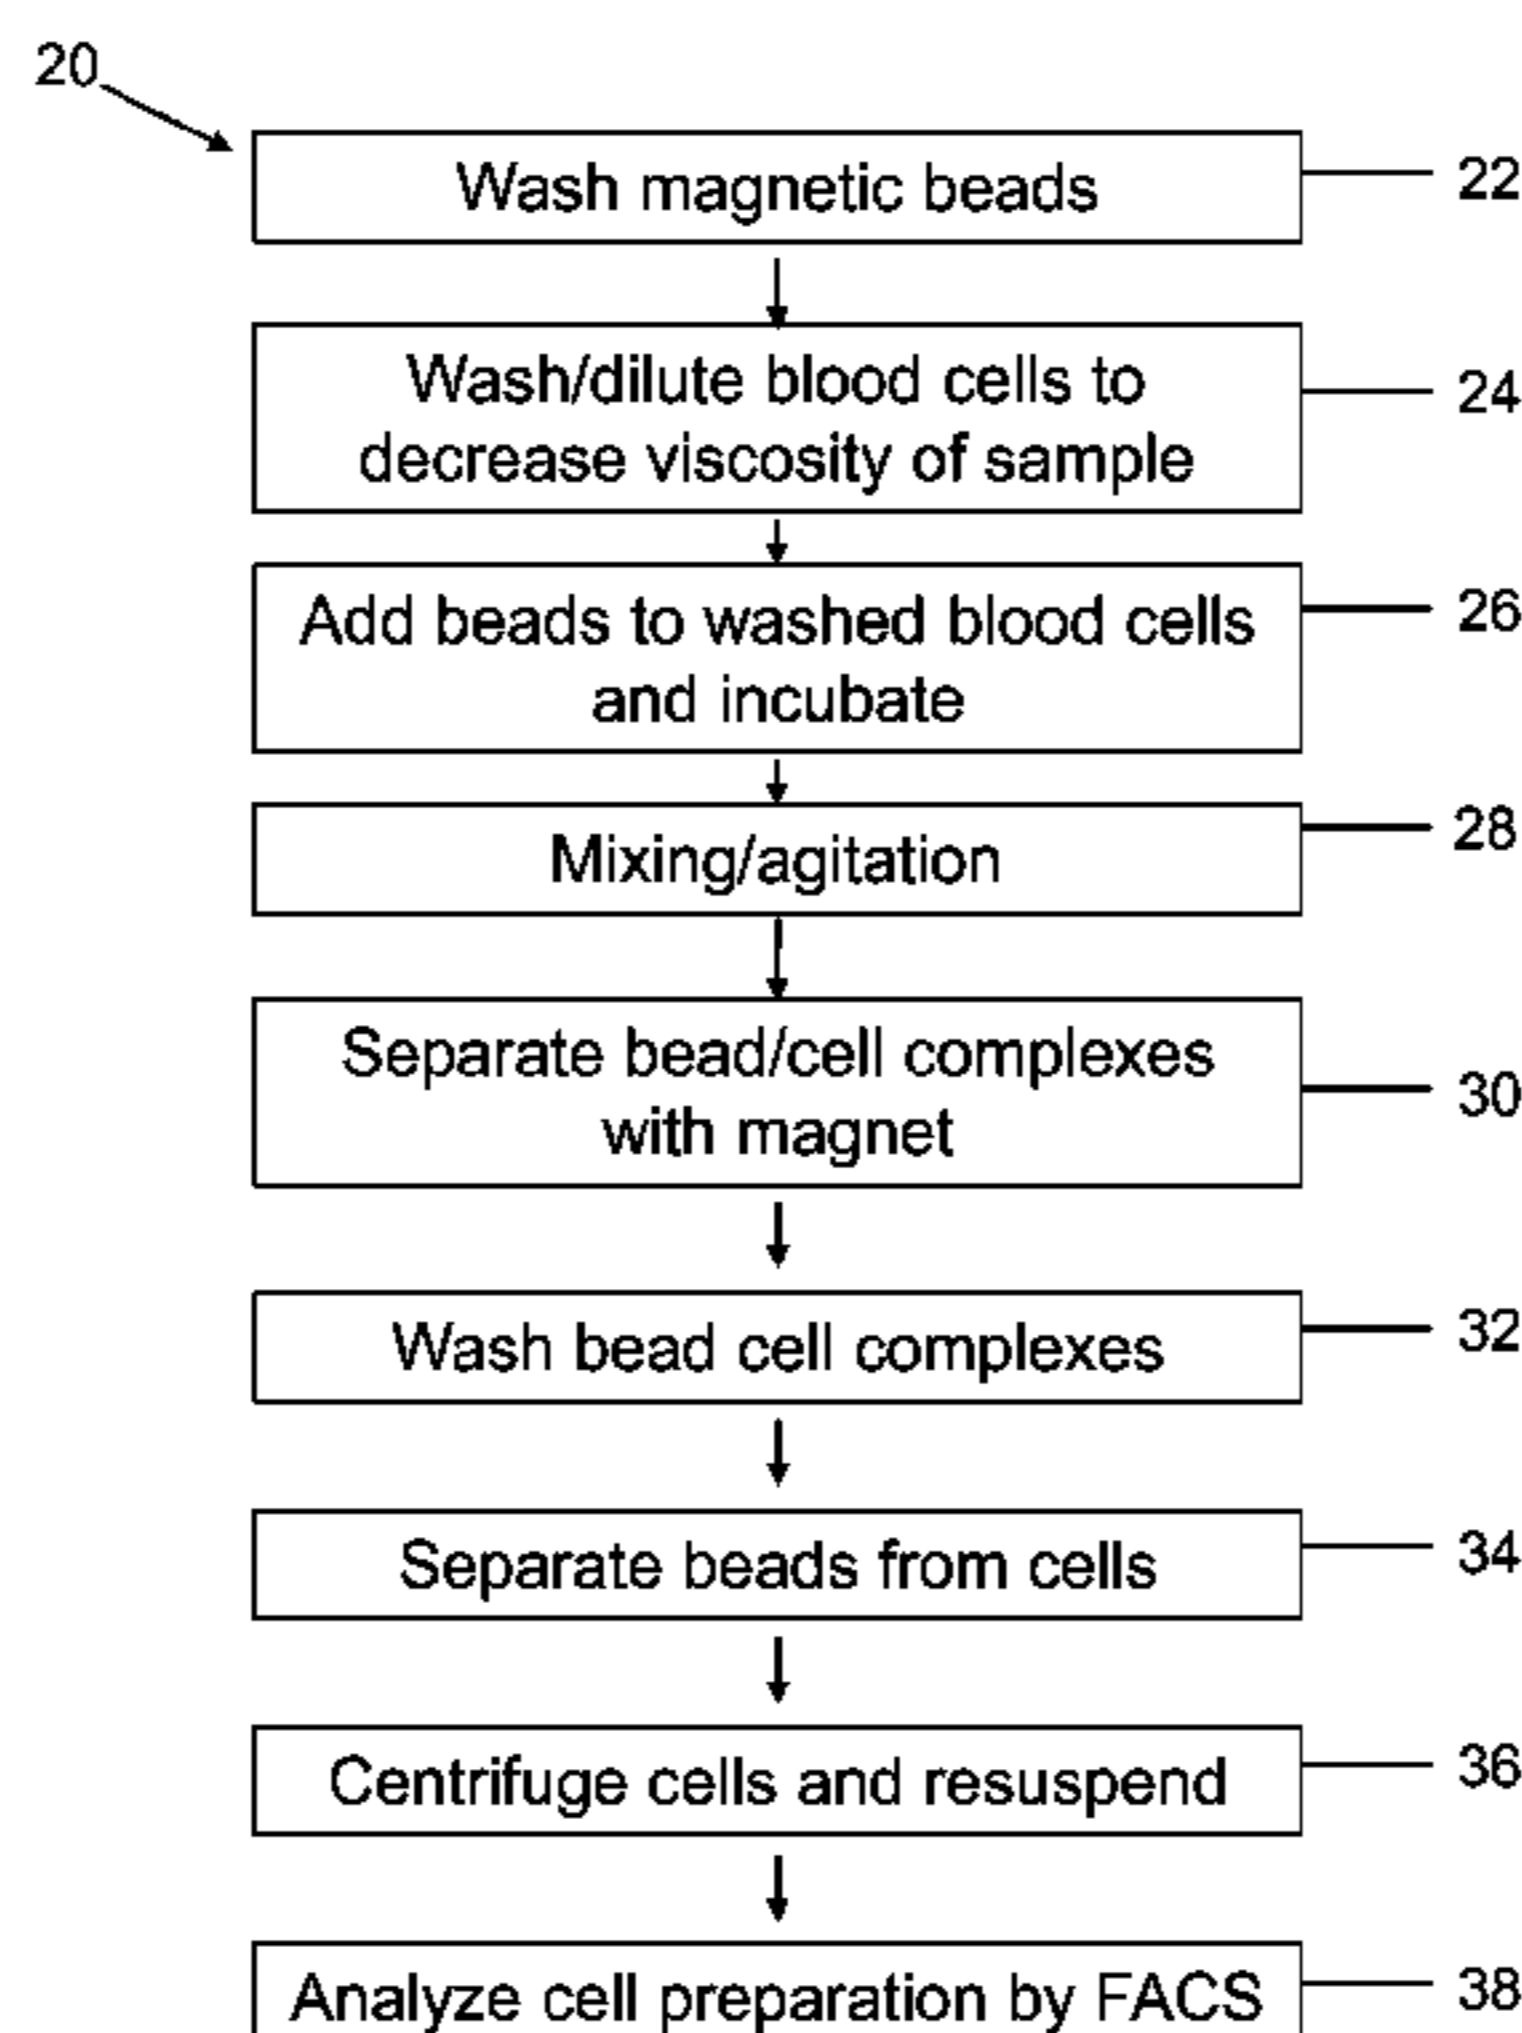 20
Wash magnetic beads 22
Wash/dilute blood cells to
decrease viscosity of sample 24
Add beads to washed blood cells
and incubate 26
Mixing/agitation 28
Separate bead/cell complexes
with magnet 30
Wash bead cell complexes 32
Separate beads from cells 34
Centrifuge cells and resuspend 36
Analyze cell preparation by FACS 38